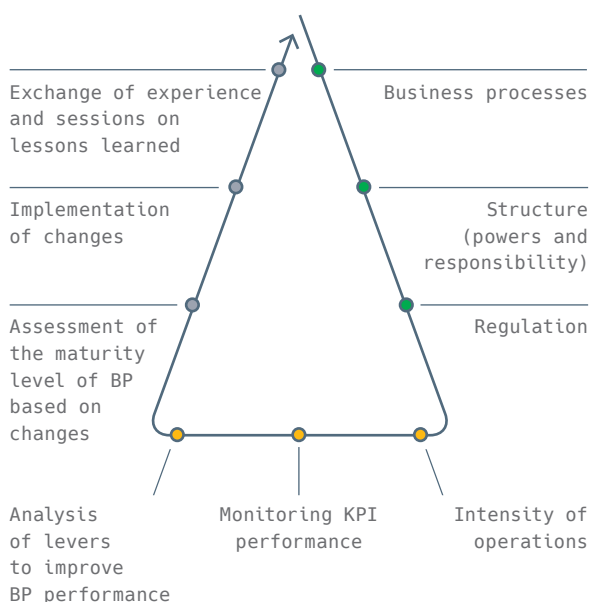 Exchange of experience
and sessions on
lessons learned
Business processes
Implementation
of changes
Structure
(powers and
responsibility)
Assessment of
the maturity
level of BP
based on
changes
Regulation
Analysis
of levers
to improve
BP performance
Monitoring KPI
performance
Intensity of
operations